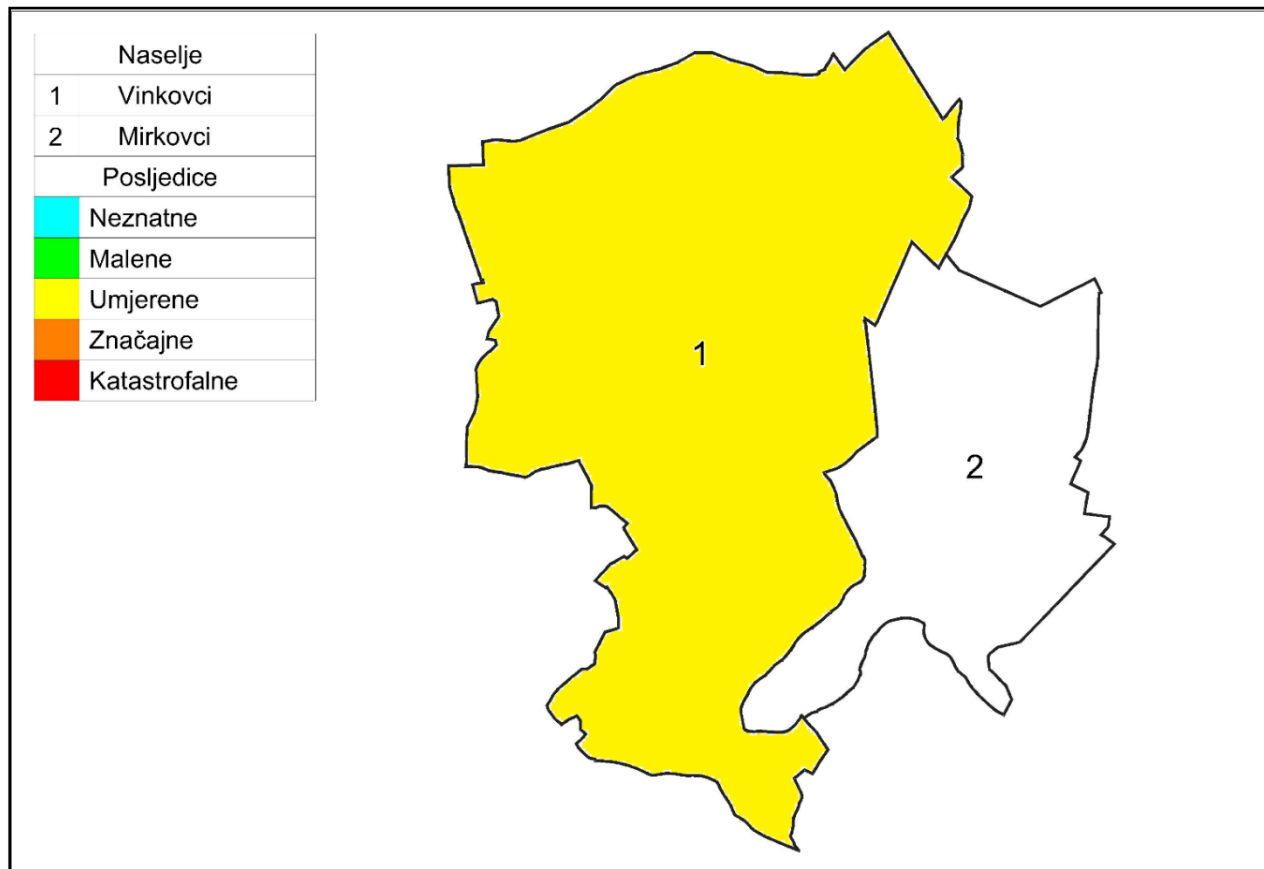 Naselje
1 Vinkovci
2 Mirkovci
Posljedice
Neznatne
Malene
Umjerene
Značajne
Katastrofalne
1
2